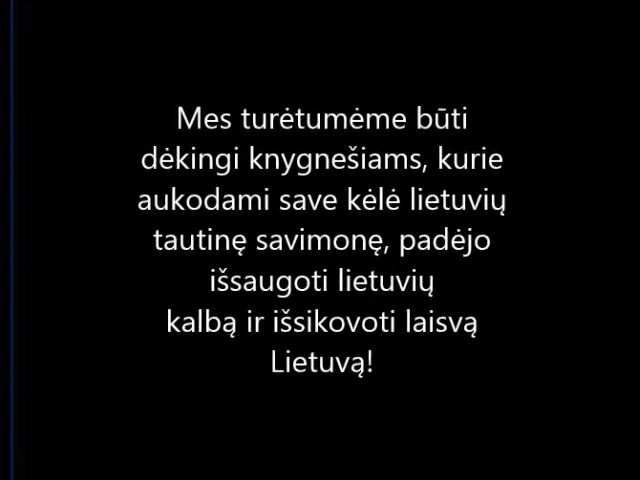 Mes turėtumėme būti
dėkingi knygnešiams, kurie
aukodami save kėlė lietuvių
tautinę savimonę, padėjo
išsaugoti lietuvių
kalbą ir išsikovoti laisvą
Lietuvą!